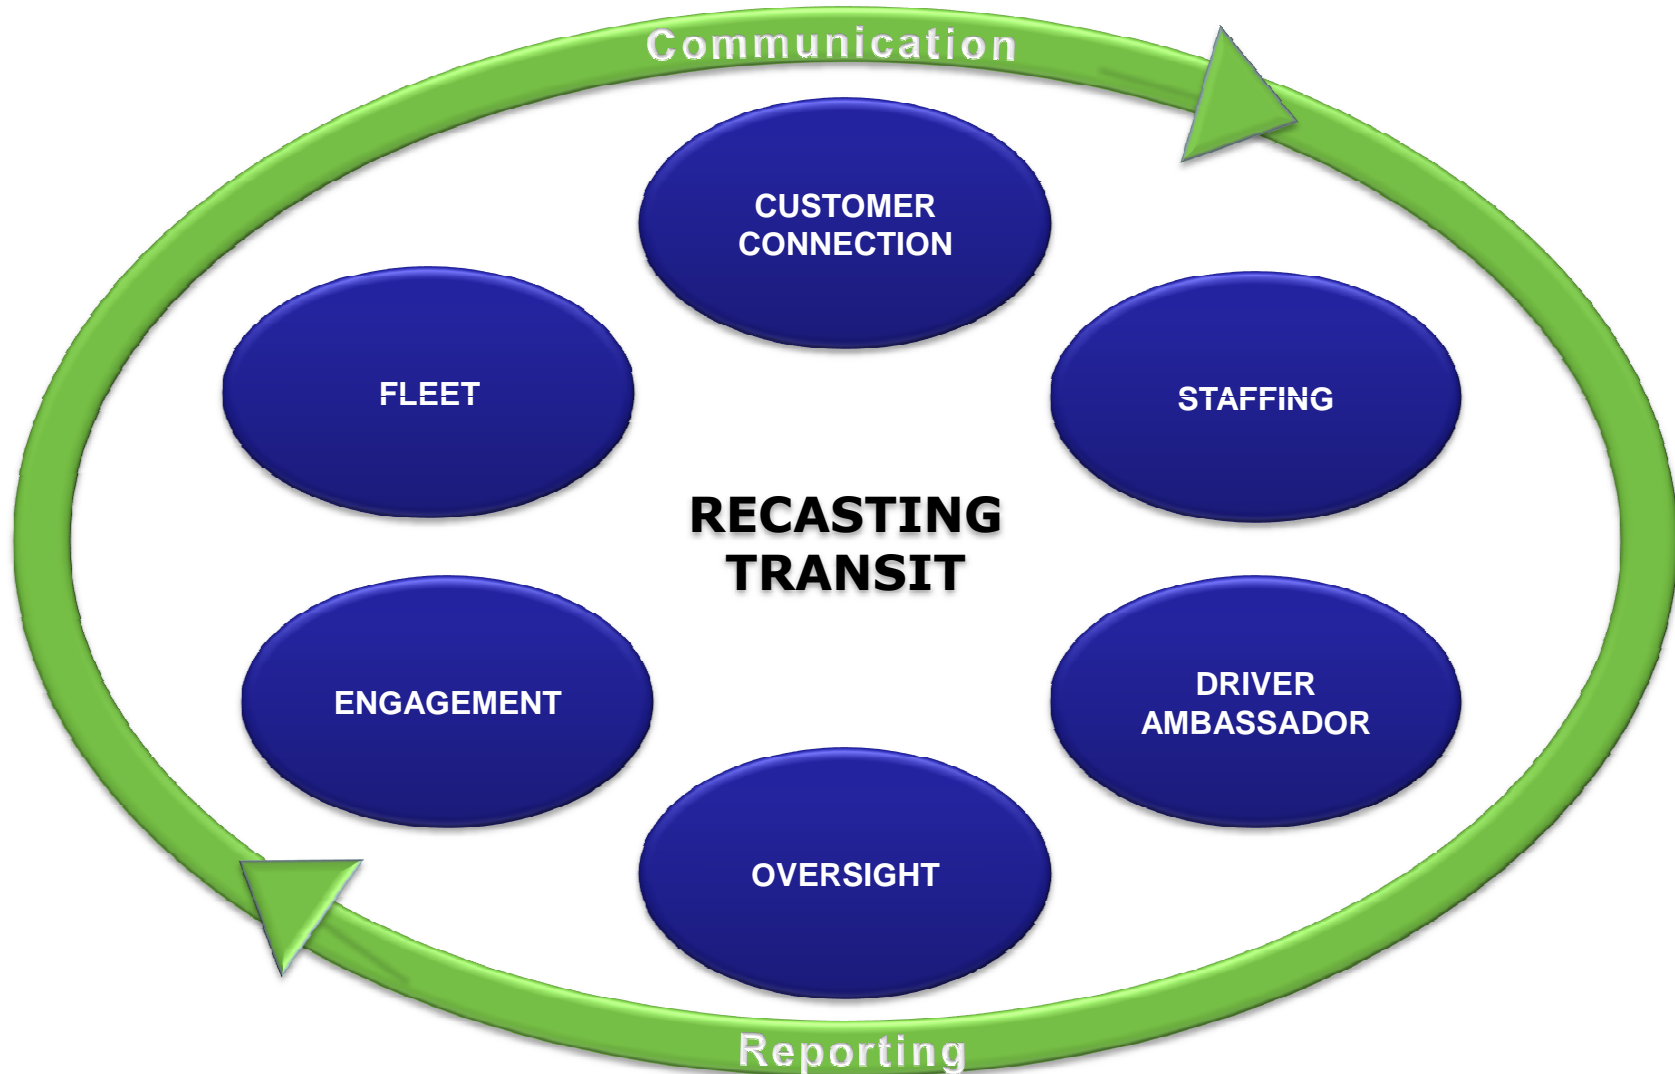 Communication
CUSTOMER
CONNECTION
FLEET
STAFFING
RECASTING
TRANSIT
ENGAGEMENT
DRIVER
AMBASSADOR
OVERSIGHT
Reporting